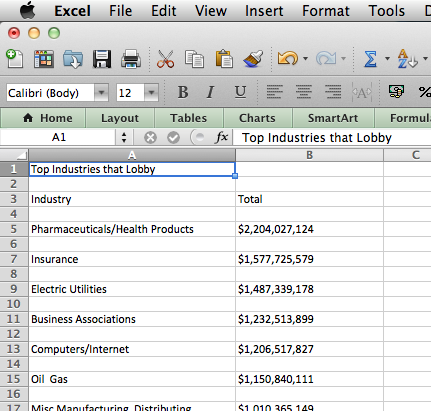 Excel File Edit View Insert Format Tools
Calibri (Body) 12 B I U A %
Home Layout Tables Charts SmartArt Formul
A1 fx Top Industries that Lobby
A B C
1 Top Industries that Lobby
2
3 Industry Total
4
5 Pharmaceuticals/Health Products $2,204,027,124
6
7 Insurance $1,577,725,579
8
9 Electric Utilities $1,487,339,178
10
11 Business Associations $1,232,513,899
12
13 Computers/Internet $1,206,517,827
14
15 Oil Gas $1,150,840,111
16
17 Misc Manufacturing Distributing $1,010,365,149